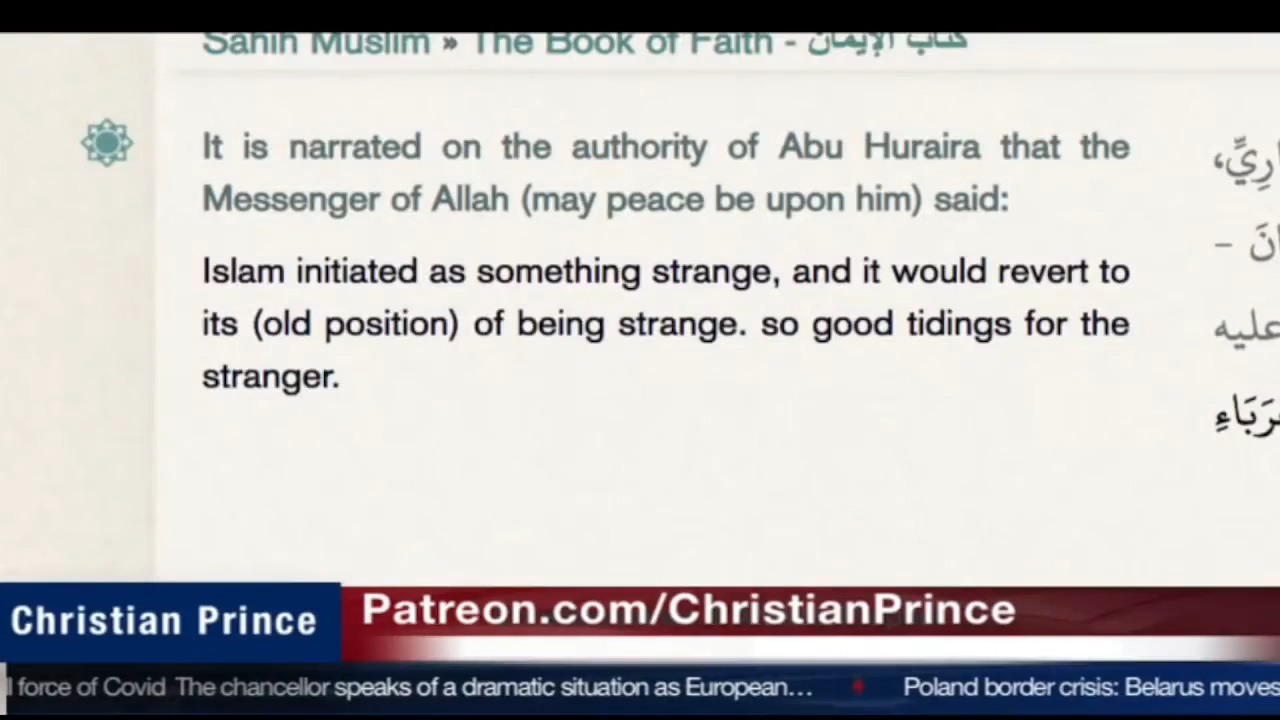 Sahih Muslim » The Book of Faith - كتاب الإيمان
It is narrated on the authority of Abu Huraira that the
Messenger of Allah (may peace be upon him) said:
Islam initiated as something strange, and it would revert to
its (old position) of being strange. so good tidings for the
stranger.
عليه
Christian Prince
Patreon.com/ChristianPrince
force of Covid The chancellor speaks of a dramatic situation as European... Poland border crisis: Belarus moves